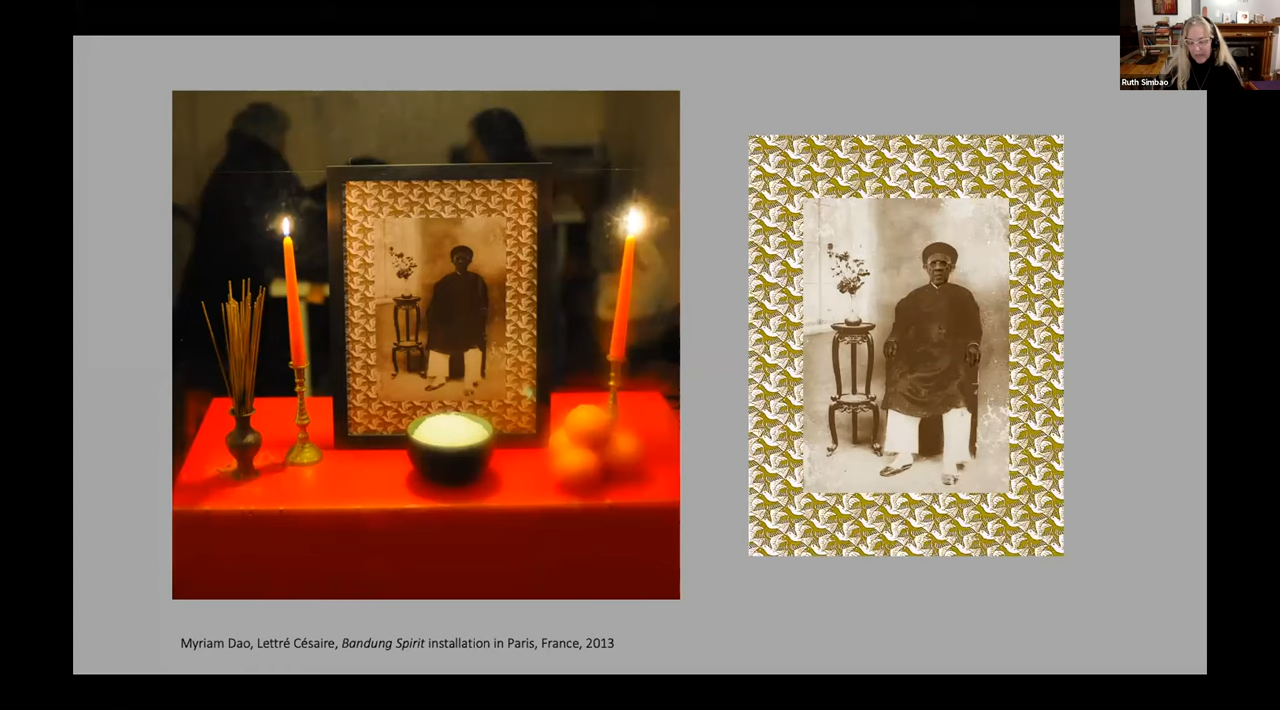 Ruth Simbao
Myriam Dao, Lettré Césaire, Bandung Spirit installation in Paris, France, 2013